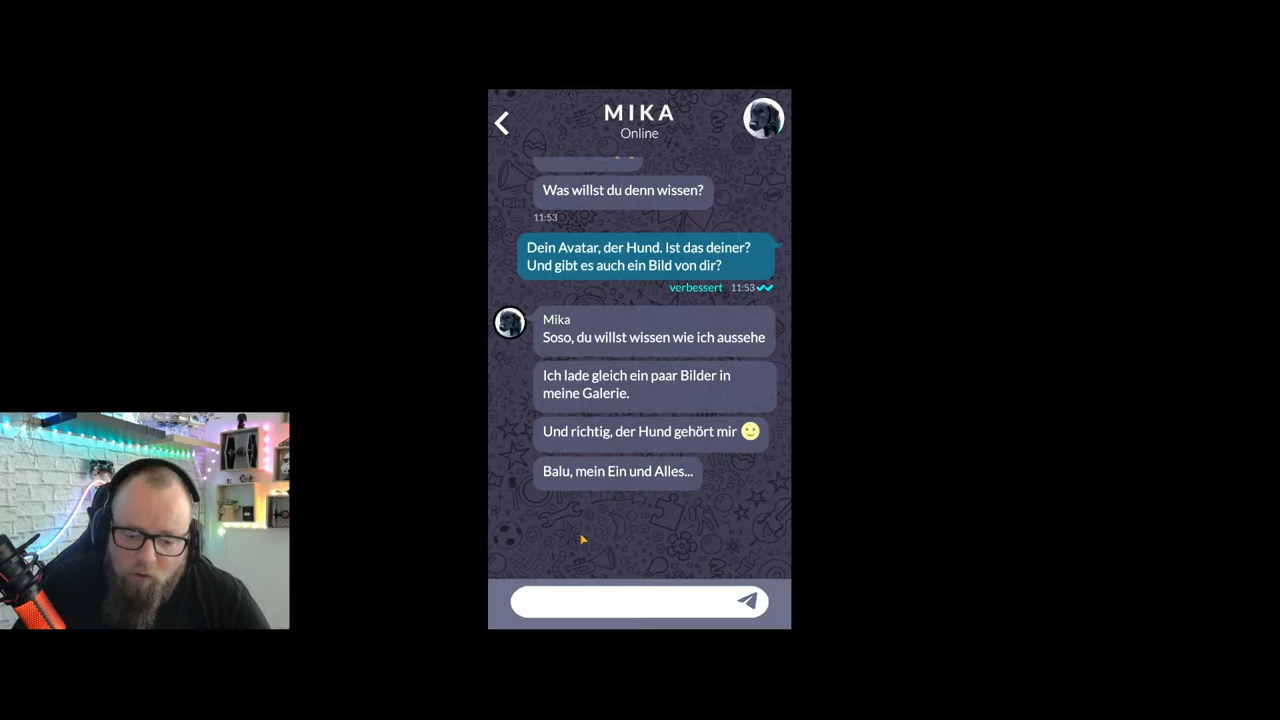 MIKA
Online
Was willst du denn wissen?
11:53
Dein Avatar, der Hund. Ist das deiner?
Und gibt es auch ein Bild von dir?
verbessert 11:53
Mika
Soso, du willst wissen wie ich aussehe
Ich lade gleich ein paar Bilder in
meine Galerie.
Und richtig, der Hund gehört mir
Balu, mein Ein und Alles...